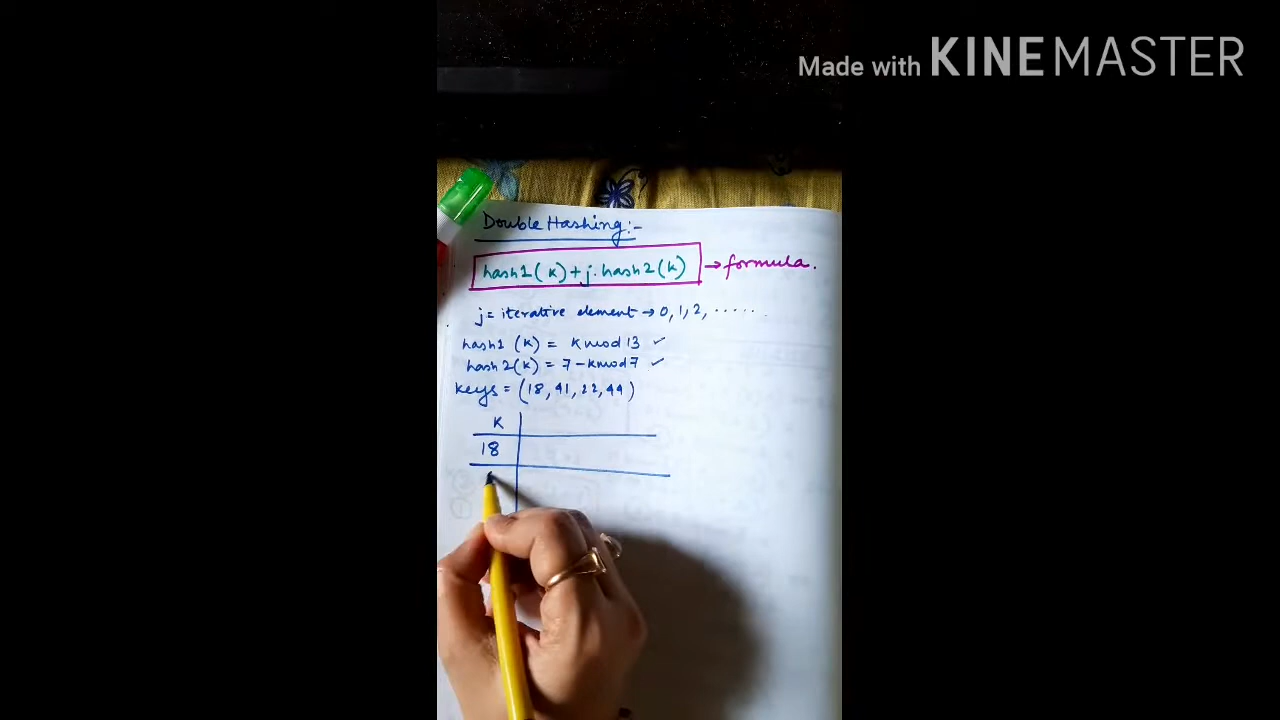 Made with KINEMASTER
Double Hashing:-
hash1(k)+j.hash2(k) → formula.
j = iterative element → 0, 1, 2, ......
hash1 (k) = k mod 13 ✓
hash2(k) = 7 - k mod 7 ✓
keys = (18, 41, 22, 44)
K
18